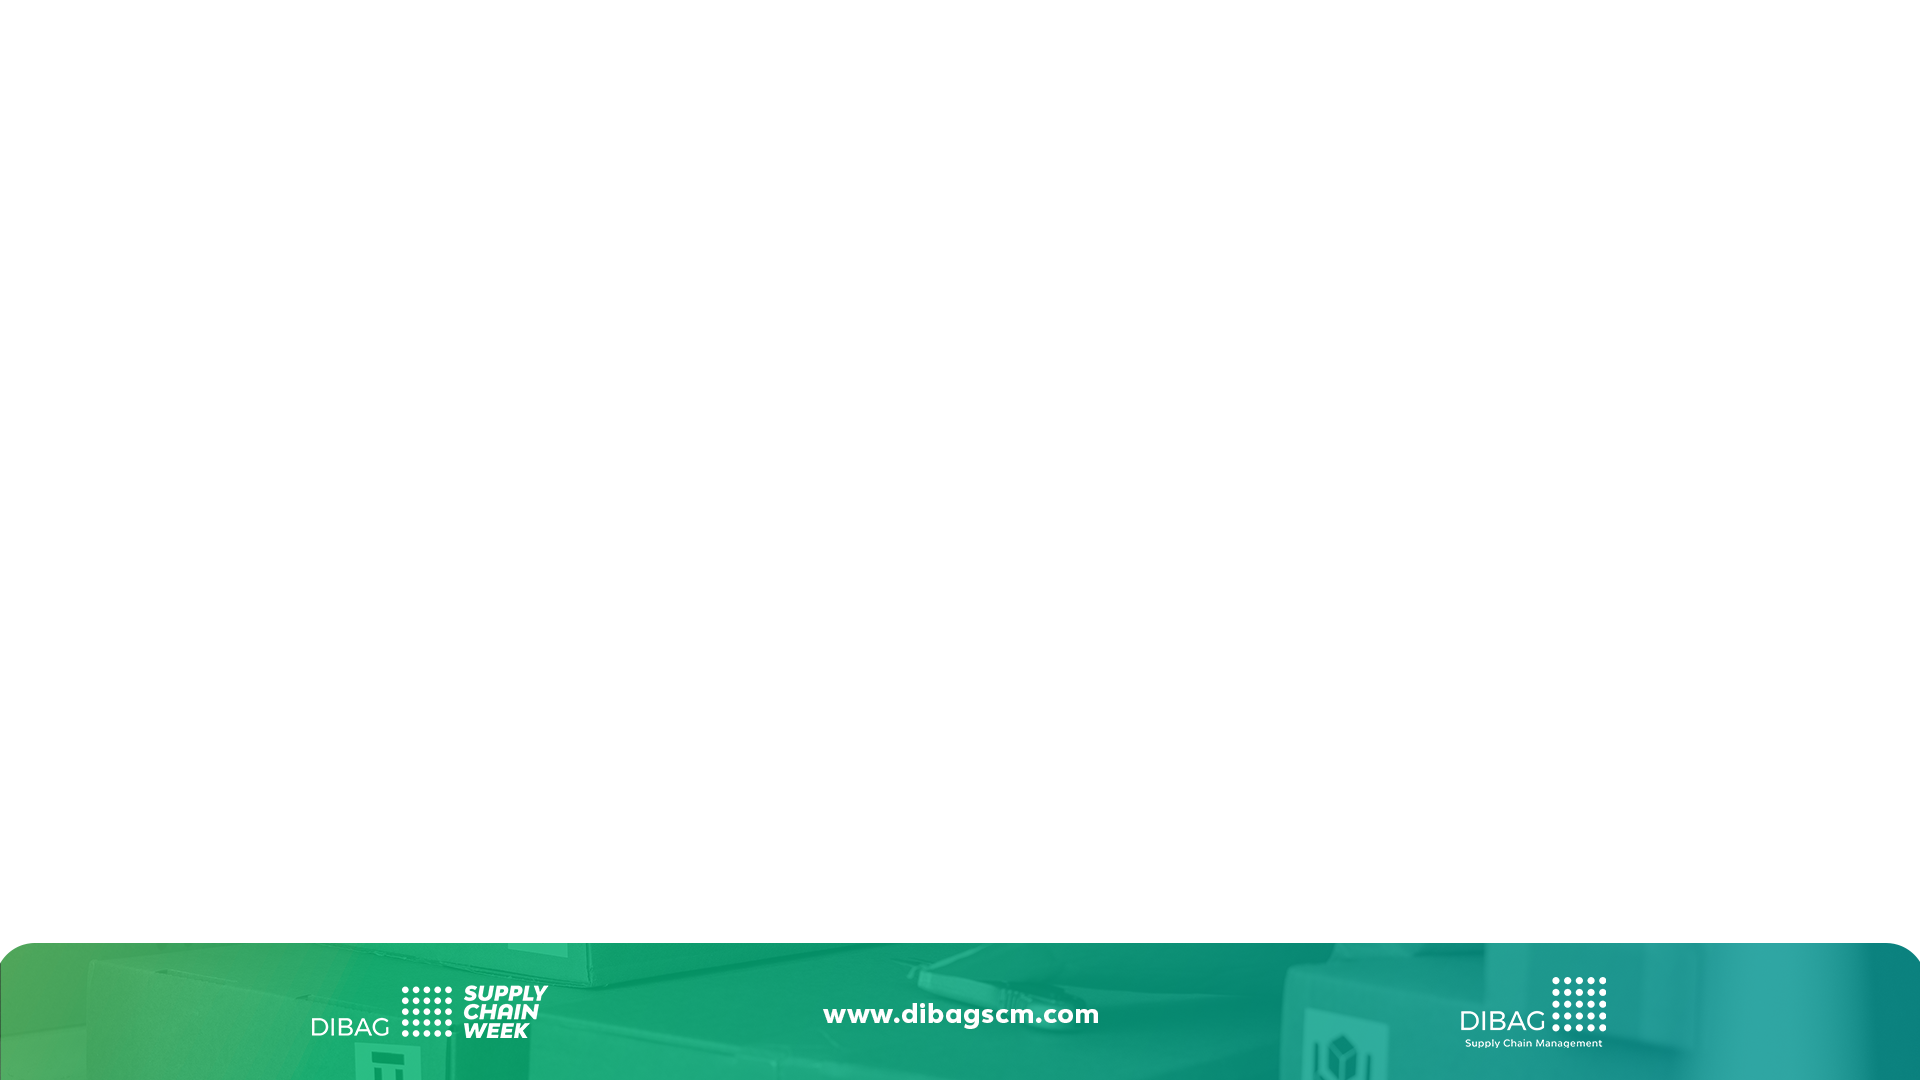 DIBAG
SUPPLY
CHAIN
WEEK
www.dibagscm.com
DIBAG
Supply Chain Management